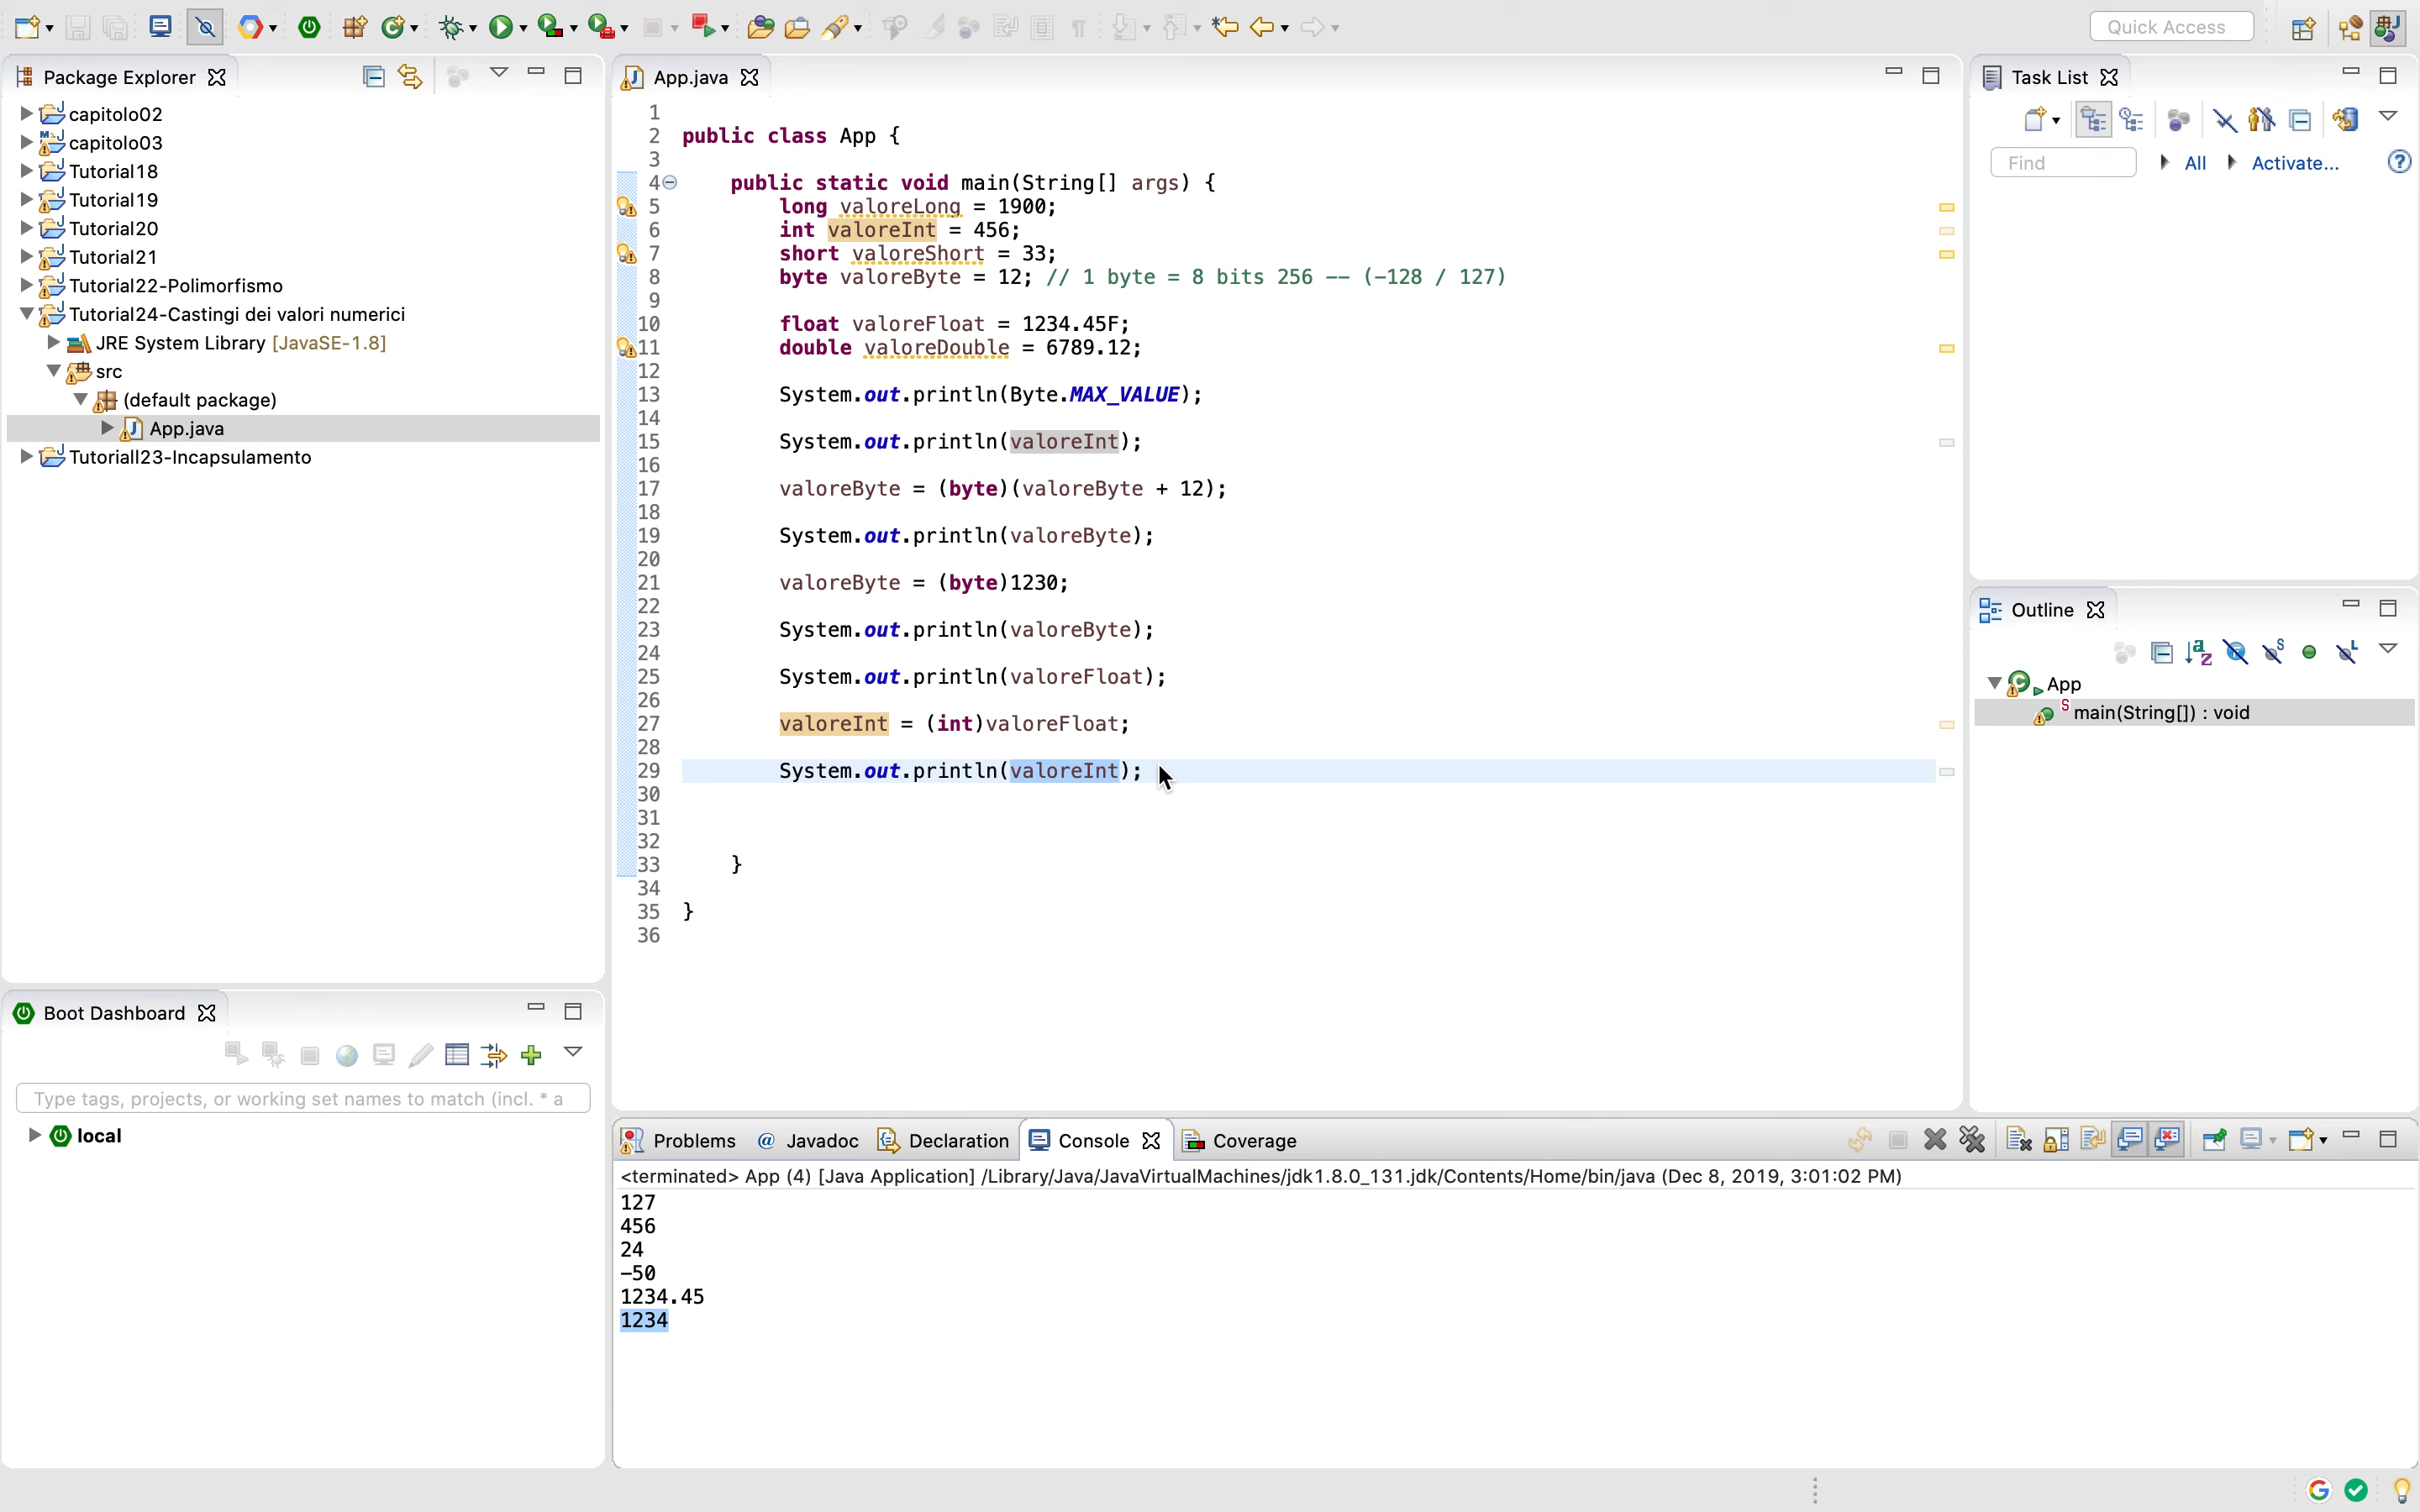 Quick Access
Package Explorer
capitolo02
capitolo03
Tutorial18
Tutorial19
Tutorial20
Tutorial21
Tutorial22-Polimorfismo
Tutorial24-Castingi dei valori numerici
JRE System Library [JavaSE-1.8]
src
(default package)
App.java
Tutoriall23-Incapsulamento
Boot Dashboard
Type tags, projects, or working set names to match (incl. * a
local
App.java
1
2 public class App {
3
4 public static void main(String[] args) {
5 long valoreLong = 1900;
6 int valoreInt = 456;
7 short valoreShort = 33;
8 byte valoreByte = 12; // 1 byte = 8 bits 256 -- (-128 / 127)
9
10 float valoreFloat = 1234.45F;
11 double valoreDouble = 6789.12;
12
13 System.out.println(Byte.MAX_VALUE);
14
15 System.out.println(valoreInt);
16
17 valoreByte = (byte)(valoreByte + 12);
18
19 System.out.println(valoreByte);
20
21 valoreByte = (byte)1230;
22
23 System.out.println(valoreByte);
24
25 System.out.println(valoreFloat);
26
27 valoreInt = (int)valoreFloat;
28
29 System.out.println(valoreInt);
30
31
32
33 }
34
35 }
36
Task List
Find
All
Activate...
Outline
App
main(String[]) : void
Problems
@ Javadoc
Declaration
Console
Coverage
<terminated> App (4) [Java Application] /Library/Java/JavaVirtualMachines/jdk1.8.0_131.jdk/Contents/Home/bin/java (Dec 8, 2019, 3:01:02 PM)
127
456
24
-50
1234.45
1234